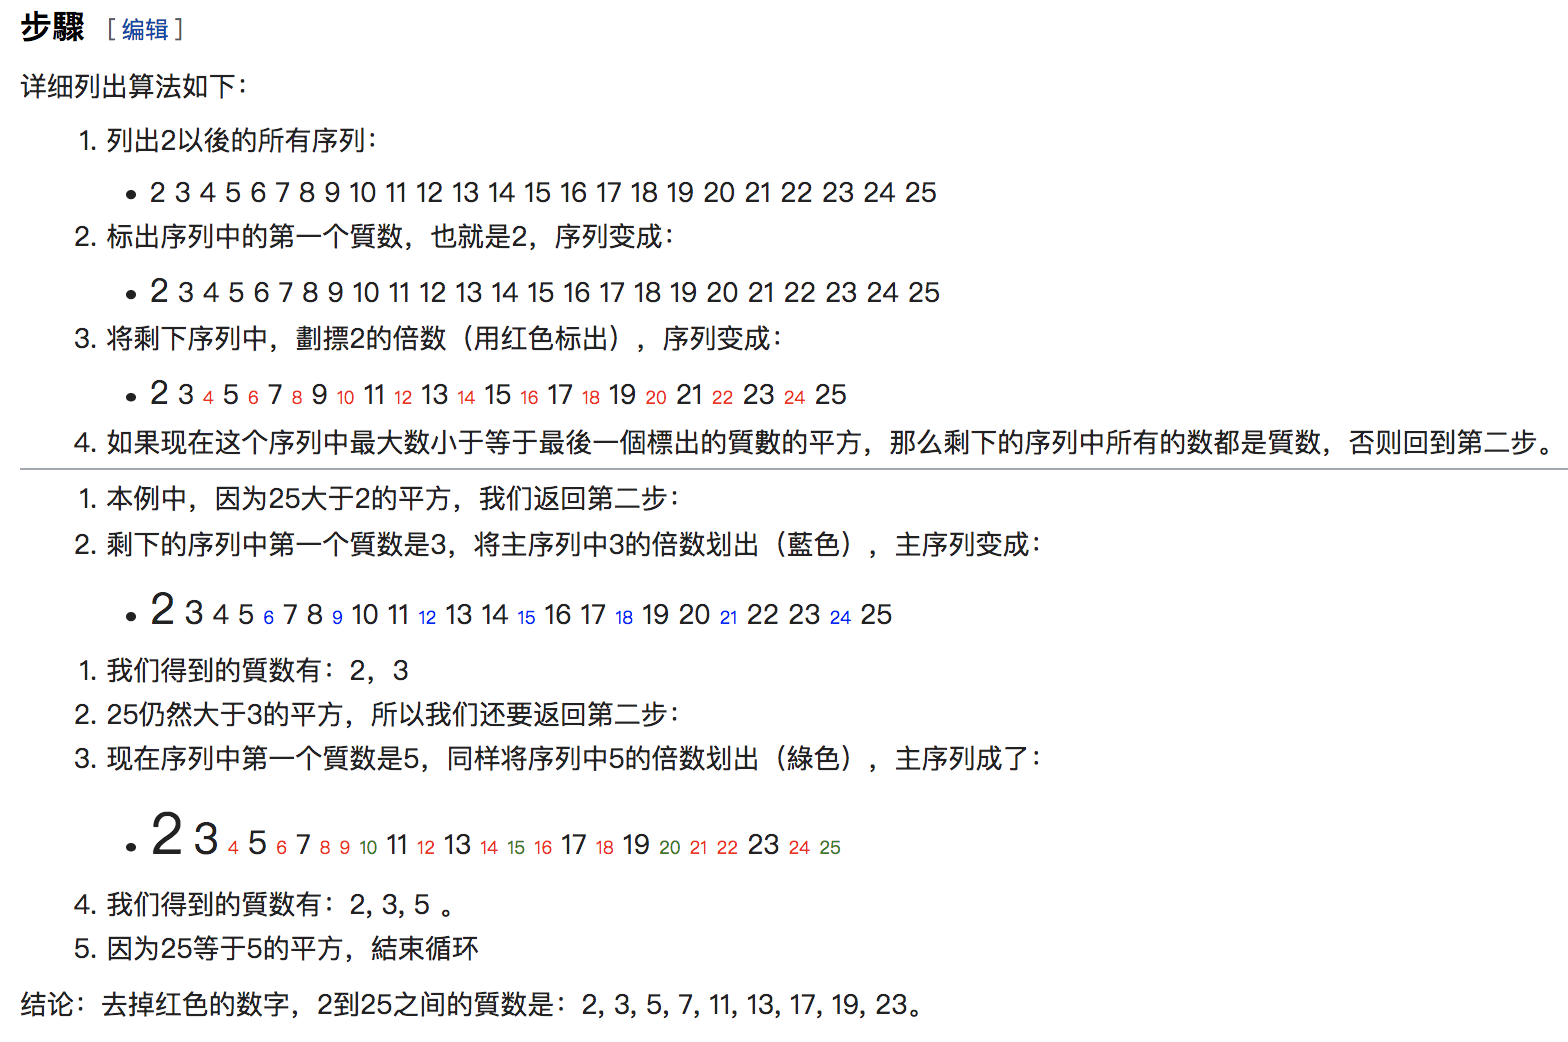 步驟 [编辑]
详细列出算法如下：
1. 列出2以後的所有序列：
• 2 3 4 5 6 7 8 9 10 11 12 13 14 15 16 17 18 19 20 21 22 23 24 25
2. 标出序列中的第一个質数，也就是2，序列变成：
• 2 3 4 5 6 7 8 9 10 11 12 13 14 15 16 17 18 19 20 21 22 23 24 25
3. 将剩下序列中，劃摽2的倍数（用红色标出），序列变成：
• 2 3 4 5 6 7 8 9 10 11 12 13 14 15 16 17 18 19 20 21 22 23 24 25
4. 如果现在这个序列中最大数小于等于最後一個標出的質數的平方，那么剩下的序列中所有的数都是質数，否则回到第二步。
1. 本例中，因为25大于2的平方，我们返回第二步：
2. 剩下的序列中第一个質数是3，将主序列中3的倍数划出（藍色），主序列变成：
• 2 3 4 5 6 7 8 9 10 11 12 13 14 15 16 17 18 19 20 21 22 23 24 25
1. 我们得到的質数有：2，3
2. 25仍然大于3的平方，所以我们还要返回第二步：
3. 现在序列中第一个質数是5，同样将序列中5的倍数划出（綠色），主序列成了：
• 2 3 4 5 6 7 8 9 10 11 12 13 14 15 16 17 18 19 20 21 22 23 24 25
4. 我们得到的質数有：2, 3, 5 。
5. 因为25等于5的平方，結束循环
结论：去掉红色的数字，2到25之间的質数是：2, 3, 5, 7, 11, 13, 17, 19, 23。